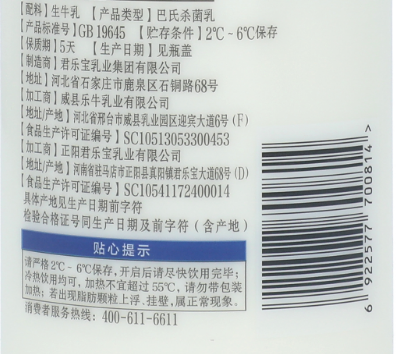 【配料】生牛乳 【产品类型】巴氏杀菌乳
【产品标准号】GB 19645 【贮存条件】2℃-6℃保存
【保质期】5天 【生产日期】见瓶盖
【制造商】君乐宝乳业集团有限公司
【地址】河北省石家庄市鹿泉区石铜路68号
【加工商】威县乐牛乳业有限公司
【地址/产地】河北省邢台市威县乳业园区迎宾大道6号(F)
【食品生产许可证编号】SC10513053300453
【加工商】正阳君乐宝乳业有限公司
【地址/产地】河南省驻马店市正阳县真阳镇君乐宝大道68号(D)
【食品生产许可证编号】SC10541172400014
具体产地见生产日期前字符
检验合格证号同生产日期及前字符(含产地)
贴心提示
请严格2℃-6℃保存,开启后请尽快饮用完毕;
冷热饮用均可,加热不宜超过55℃,请勿带包装
加热;若出现脂肪颗粒上浮、挂壁,属正常现象。
消费者服务热线:400-611-6611
6 922577 700814 >